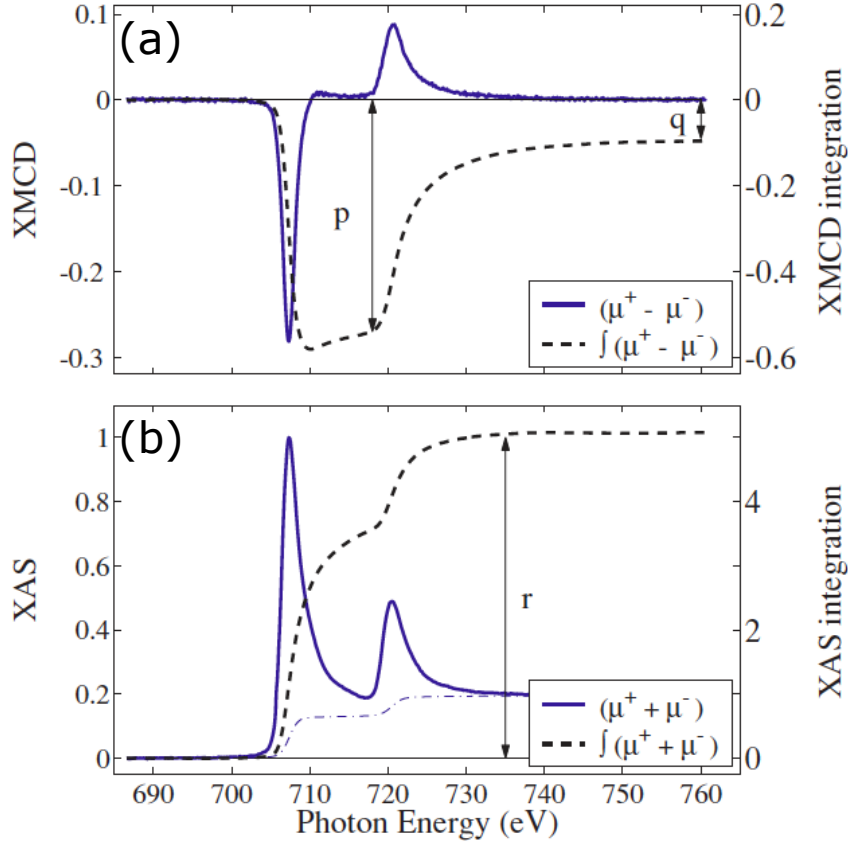 (a)
0.1
0
-0.1
-0.2
-0.3
XMCD
0.2
0
-0.2
-0.4
-0.6
XMCD integration
p
q
(μ⁺ - μ⁻)
∫(μ⁺ - μ⁻)
(b)
1
0.8
0.6
0.4
0.2
0
XAS
4
2
0
XAS integration
r
(μ⁺ + μ⁻)
∫(μ⁺ + μ⁻)
690 700 710 720 730 740 750 760
Photon Energy (eV)